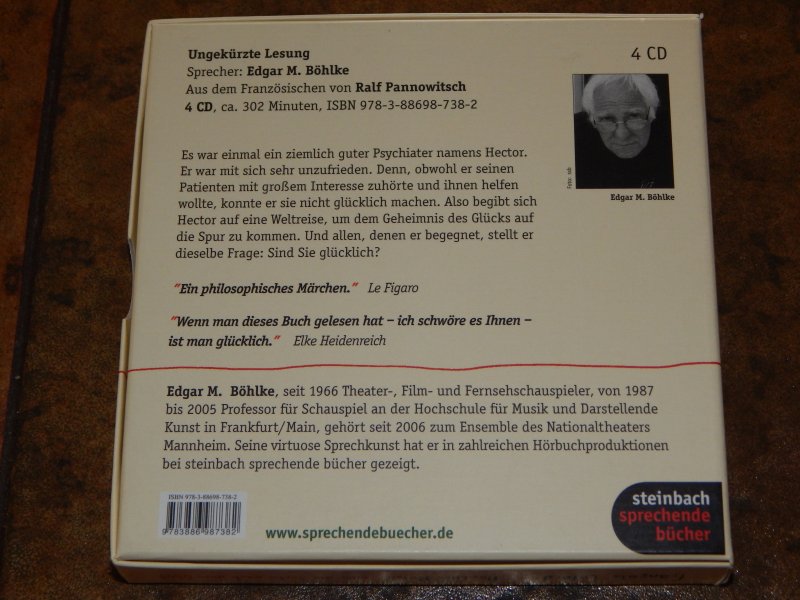 Ungekürzte Lesung
Sprecher: Edgar M. Böhlke
Aus dem Französischen von Ralf Pannowitsch
4 CD, ca. 302 Minuten, ISBN 978-3-88698-738-2
4 CD
Foto: ssb
Edgar M. Böhlke
Es war einmal ein ziemlich guter Psychiater namens Hector.
Er war mit sich sehr unzufrieden. Denn, obwohl er seinen
Patienten mit großem Interesse zuhörte und ihnen helfen
wollte, konnte er sie nicht glücklich machen. Also begibt sich
Hector auf eine Weltreise, um dem Geheimnis des Glücks auf
die Spur zu kommen. Und allen, denen er begegnet, stellt er
dieselbe Frage: Sind Sie glücklich?
"Ein philosophisches Märchen." Le Figaro
"Wenn man dieses Buch gelesen hat – ich schwöre es Ihnen –
ist man glücklich." Elke Heidenreich
Edgar M. Böhlke, seit 1966 Theater-, Film- und Fernsehschauspieler, von 1987
bis 2005 Professor für Schauspiel an der Hochschule für Musik und Darstellende
Kunst in Frankfurt/Main, gehört seit 2006 zum Ensemble des Nationaltheaters
Mannheim. Seine virtuose Sprechkunst hat er in zahlreichen Hörbuchproduktionen
bei steinbach sprechende bücher gezeigt.
ISBN 978-3-88698-738-2
9 783886 987382
www.sprechendebuecher.de
steinbach
sprechende
bücher